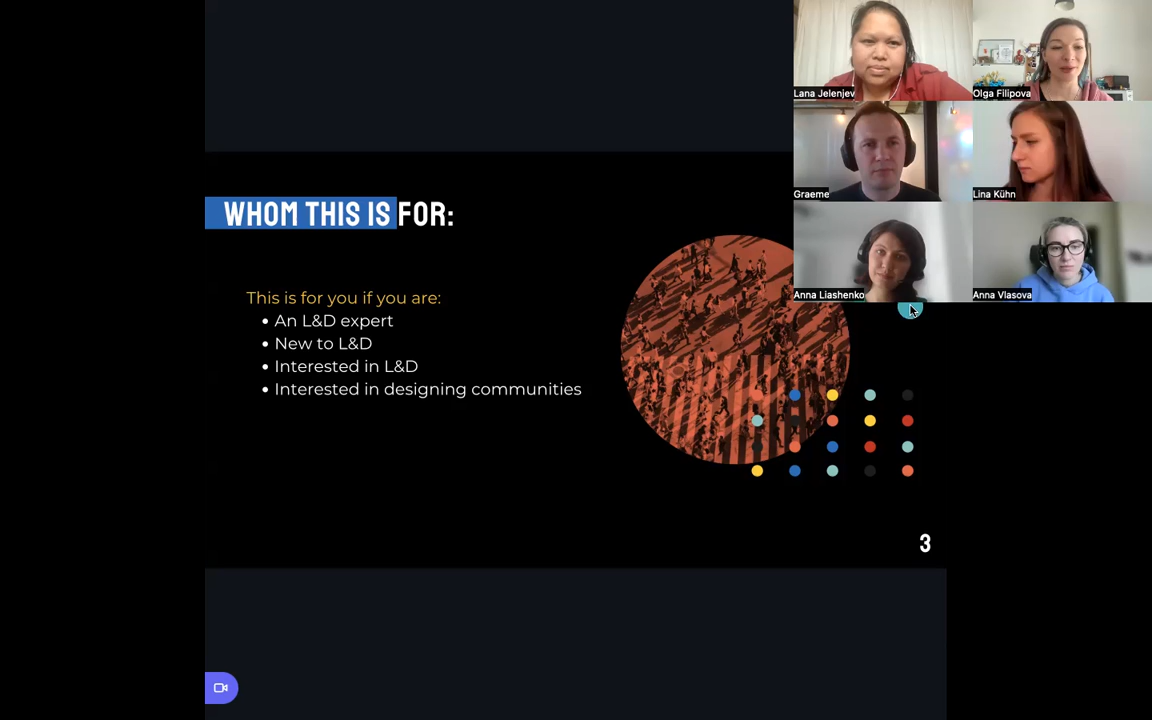 Lana Jelenjev
Olga Filipova
Graeme
Lina Kühn
Anna Liashenko
Anna Vlasova
WHOM THIS IS FOR:
This is for you if you are:
• An L&D expert
• New to L&D
• Interested in L&D
• Interested in designing communities
3